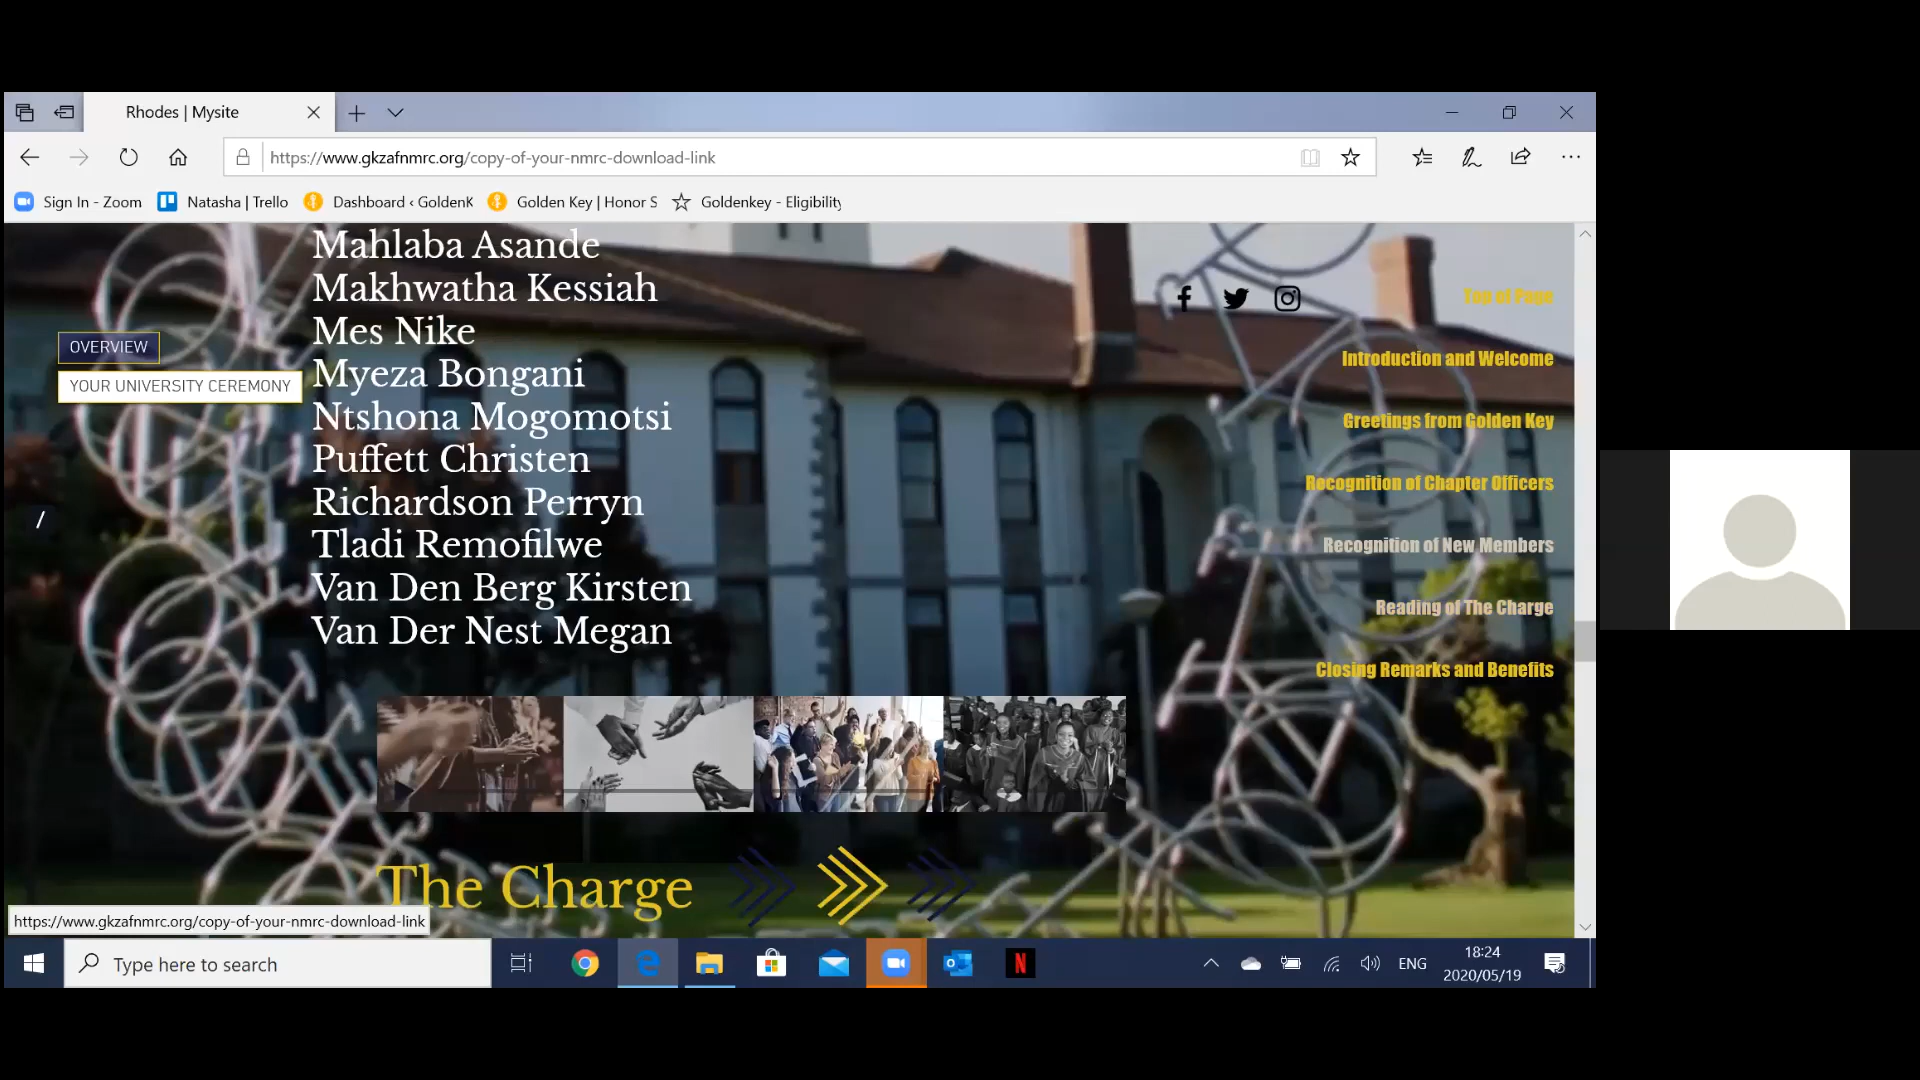 Rhodes | Mysite
https://www.gkzafnmrc.org/copy-of-your-nmrc-download-link
Sign In - Zoom
Natasha | Trello
Dashboard ‹ GoldenK
Golden Key | Honor S
Goldenkey - Eligibility
Mahlaba Asande
Makhwatha Kessiah
Mes Nike
Myeza Bongani
Ntshona Mogomotsi
Puffett Christen
Richardson Perryn
Tladi Remofilwe
Van Den Berg Kirsten
Van Der Nest Megan
OVERVIEW
YOUR UNIVERSITY CEREMONY
/
Top of Page
Introduction and Welcome
Greetings from Golden Key
Recognition of Chapter Officers
Recognition of New Members
Reading of The Charge
Closing Remarks and Benefits
The Charge
https://www.gkzafnmrc.org/copy-of-your-nmrc-download-link
Type here to search
N
ENG
18:24
2020/05/19